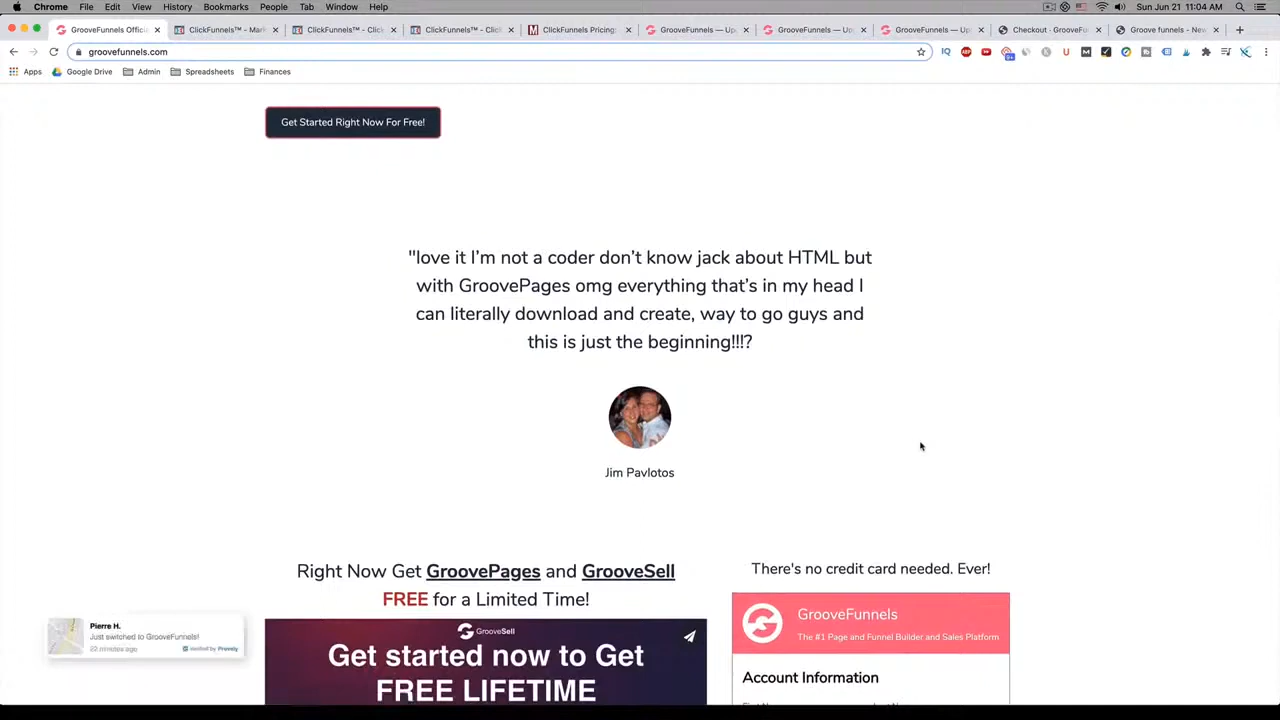 Chrome File Edit View History Bookmarks People Tab Window Help Sun Jun 21 11:04 AM
GrooveFunnels Offici ClickFunnels™ - Mark ClickFunnels™ - Click ClickFunnels™ - Click ClickFunnels Pricing: GrooveFunnels — Upg GrooveFunnels — Upg GrooveFunnels — Upg Checkout - GrooveFu Groove funnels - New
groovefunnels.com
Apps Google Drive Admin Spreadsheets Finances
Get Started Right Now For Free!
"love it I'm not a coder don't know jack about HTML but
with GroovePages omg everything that's in my head I
can literally download and create, way to go guys and
this is just the beginning!!!?
Jim Pavlotos
Right Now Get GroovePages and GrooveSell
FREE for a Limited Time!
There's no credit card needed. Ever!
GrooveFunnels
The #1 Page and Funnel Builder and Sales Platform
Account Information
GrooveSell
Get started now to Get
FREE LIFETIME
Pierre H.
Just switched to GrooveFunnels!
22 minutes ago